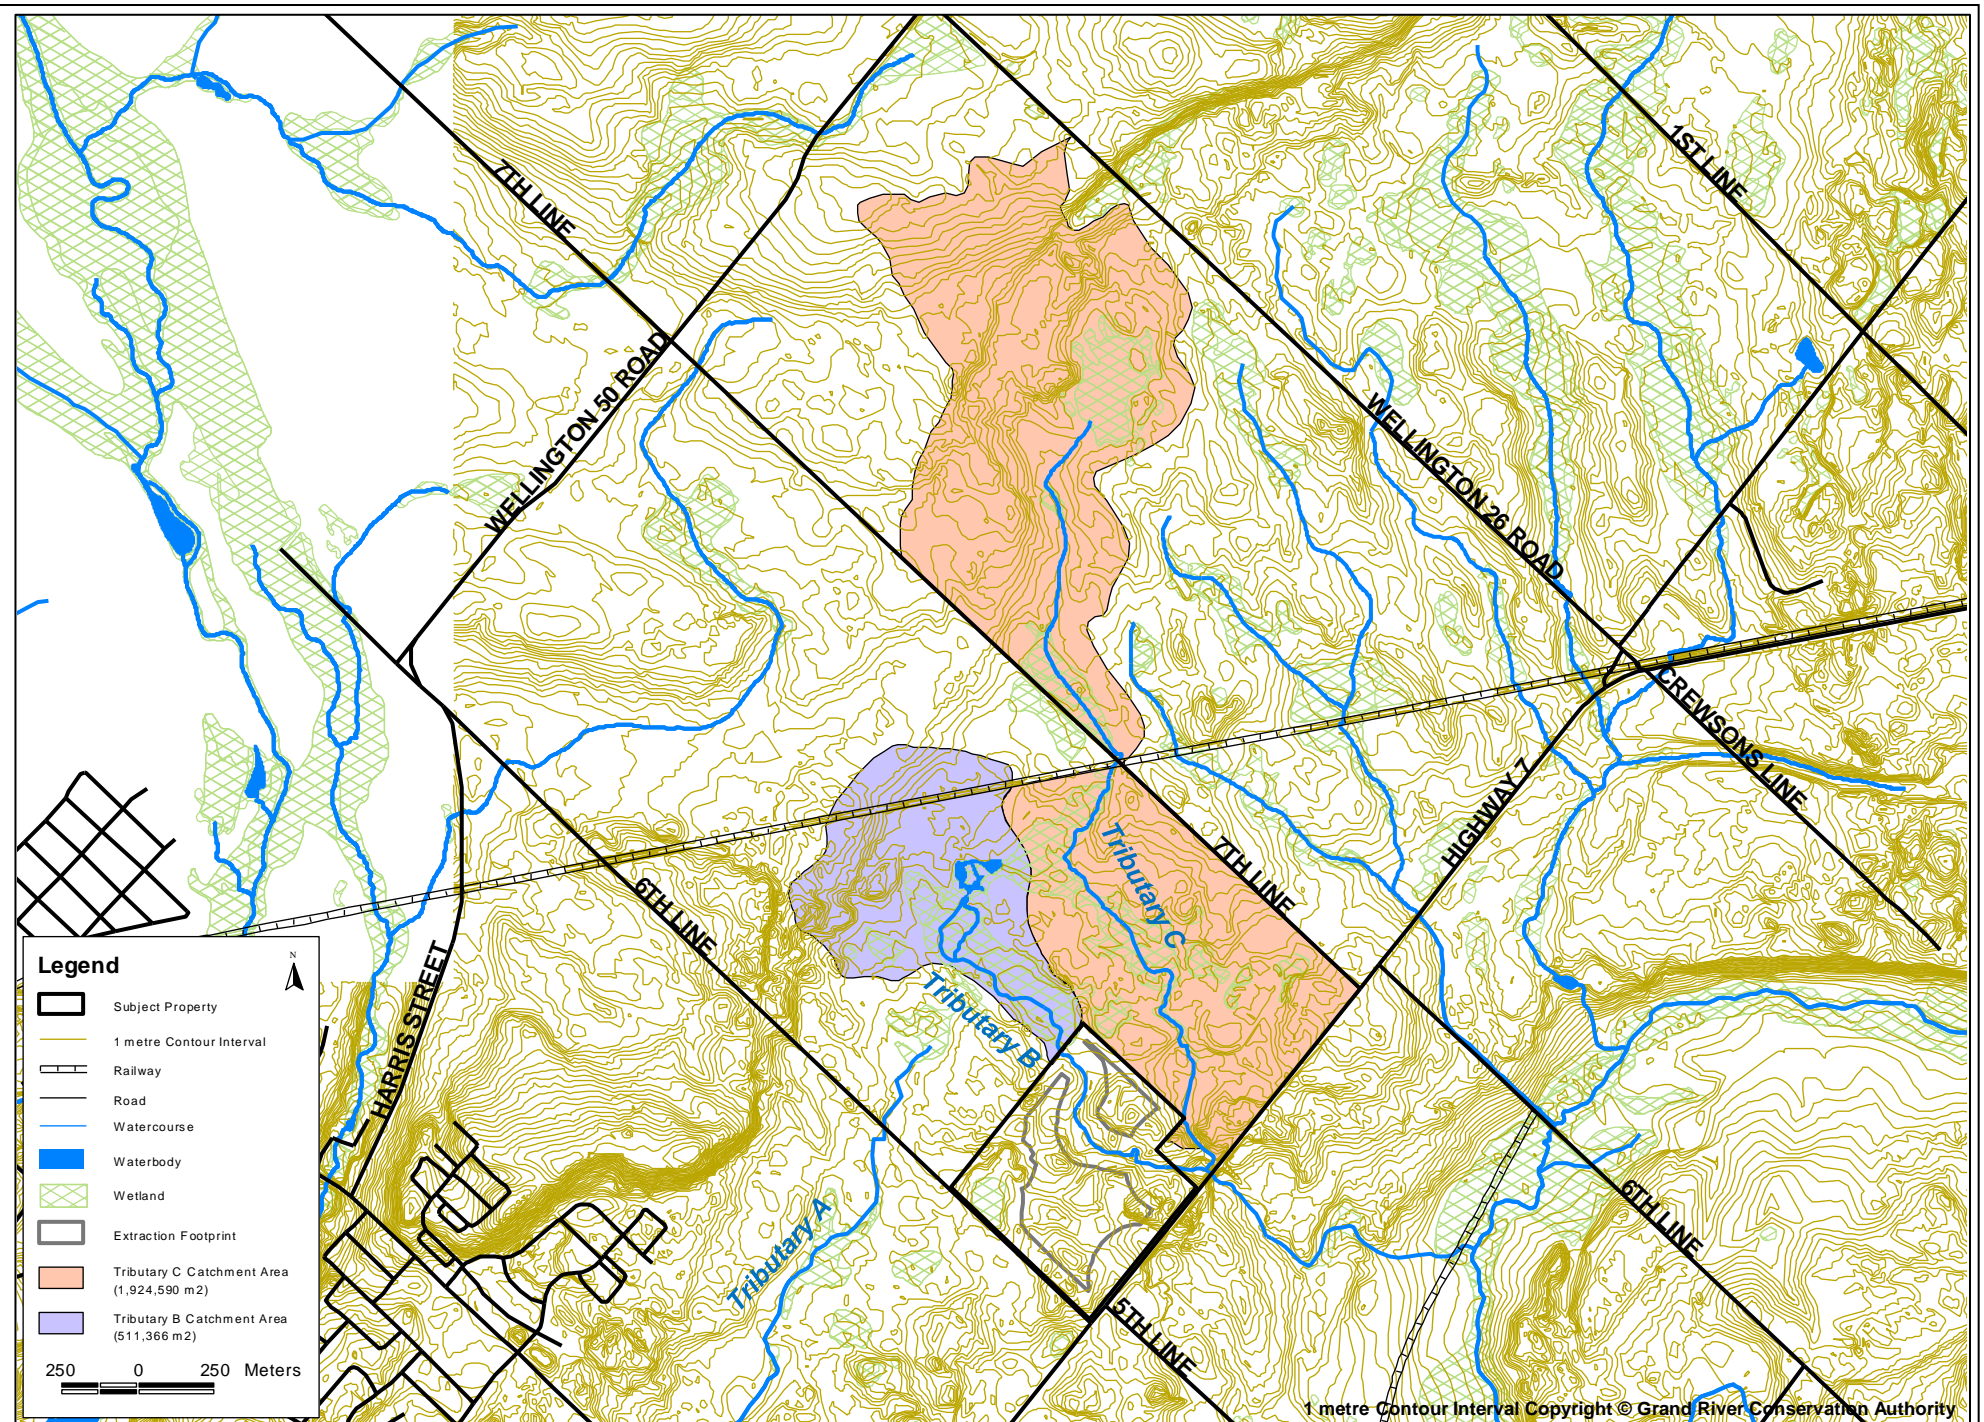 7TH LINE
1ST LINE
WELLINGTON 50 ROAD
WELLINGTON 26 ROAD
CREWSONS LINE
HIGHWAY 7
7TH LINE
Tributary C
6TH LINE
HARRIS STREET
Tributary B
Tributary A
6TH LINE
5TH LINE
Legend
N
Subject Property
1 metre Contour Interval
Railway
Road
Watercourse
Waterbody
Wetland
Extraction Footprint
Tributary C Catchment Area
(1,924,590 m2)
Tributary B Catchment Area
(511,366 m2)
250 0 250 Meters
1 metre Contour Interval Copyright © Grand River Conservation Authority